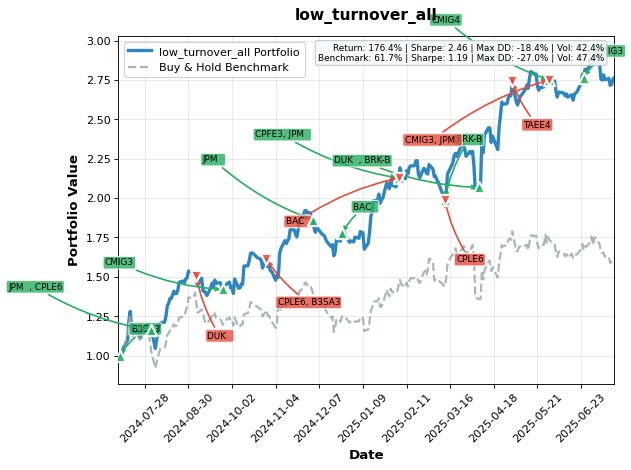 low_turnover_all
CMIG4
low_turnover_all Portfolio
Buy & Hold Benchmark
Return: 176.4% | Sharpe: 2.46 | Max DD: -18.4% | Vol: 42.4%
Benchmark: 61.7% | Sharpe: 1.19 | Max DD: -27.0% | Vol: 47.4%
TAEE4
CPFE3, JPM
CMIG3, JPM
BRK-B
JPM
DUK , BRK-B
BAC
BAC
CMIG3
CPLE6
JPM , CPLE6
CPLE6, B3SA3
DUK
3.00
2.75
2.50
2.25
2.00
1.75
1.50
1.25
1.00
Portfolio Value
2024-07-28
2024-08-30
2024-10-02
2024-11-04
2024-12-07
2025-01-09
2025-02-11
2025-03-16
2025-04-18
2025-05-21
2025-06-23
Date